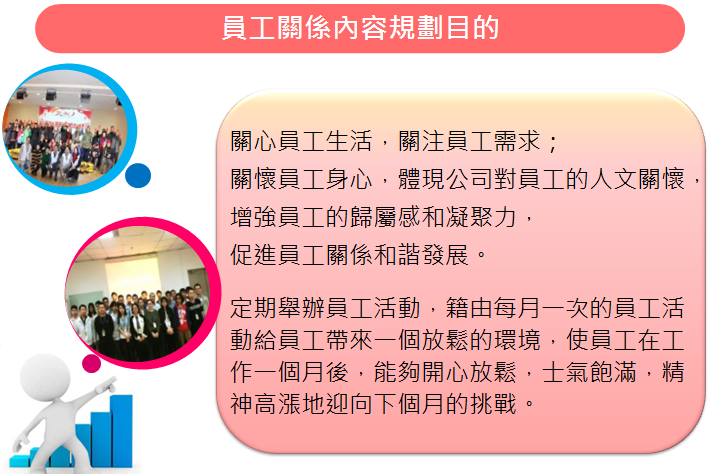 員工關係內容規劃目的
關心員工生活，關注員工需求；
關懷員工身心，體現公司對員工的人文關懷，
增強員工的歸屬感和凝聚力，
促進員工關係和諧發展。
定期舉辦員工活動，籍由每月一次的員工活
動給員工帶來一個放鬆的環境，使員工在工
作一個月後，能夠開心放鬆，士氣飽滿，精
神高漲地迎向下個月的挑戰。